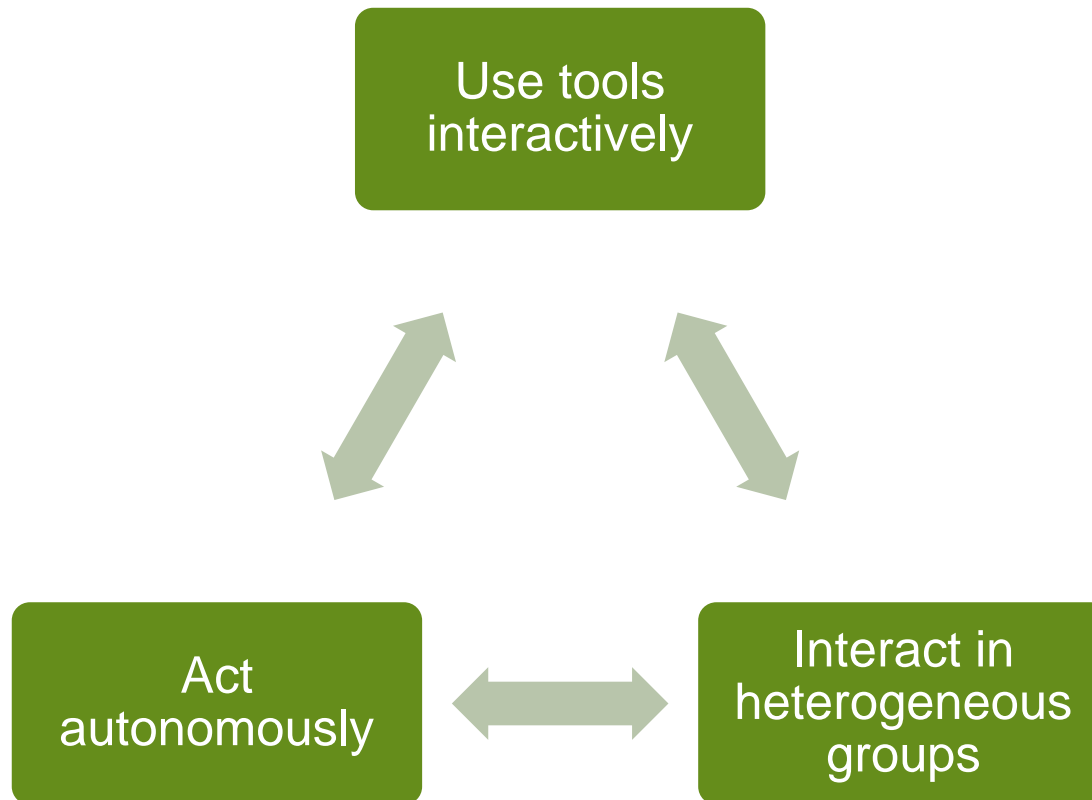 Use tools
interactively
Act
autonomously
Interact in
heterogeneous
groups